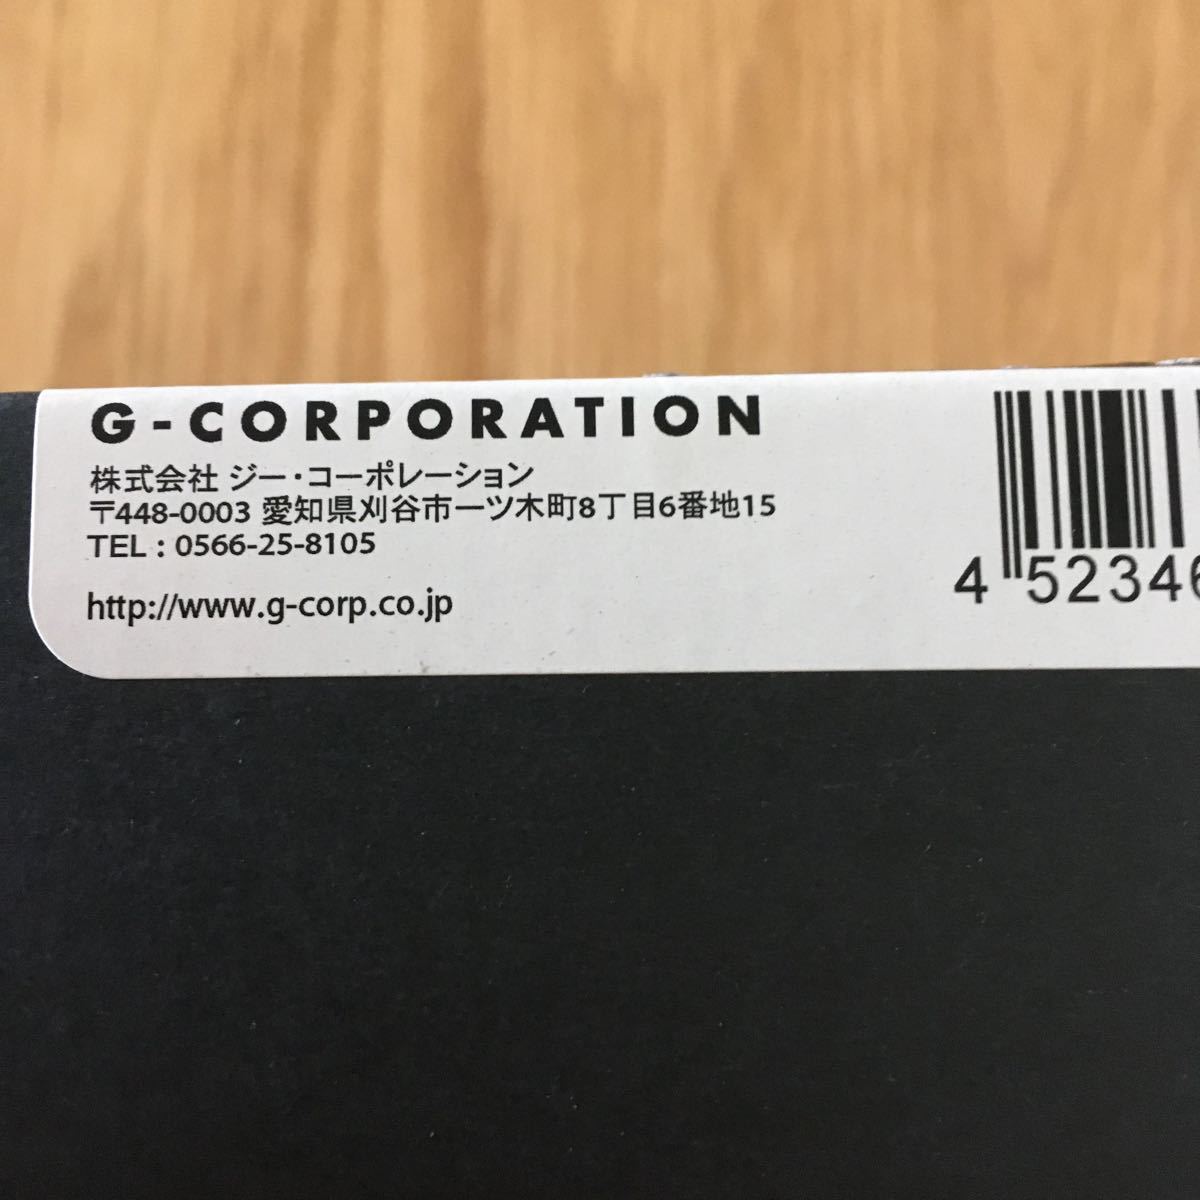 G-CORPORATION
株式会社 ジー・コーポレーション
〒448-0003 愛知県刈谷市一ツ木町8丁目6番地15
TEL : 0566-25-8105
http://www.g-corp.co.jp
4 52346